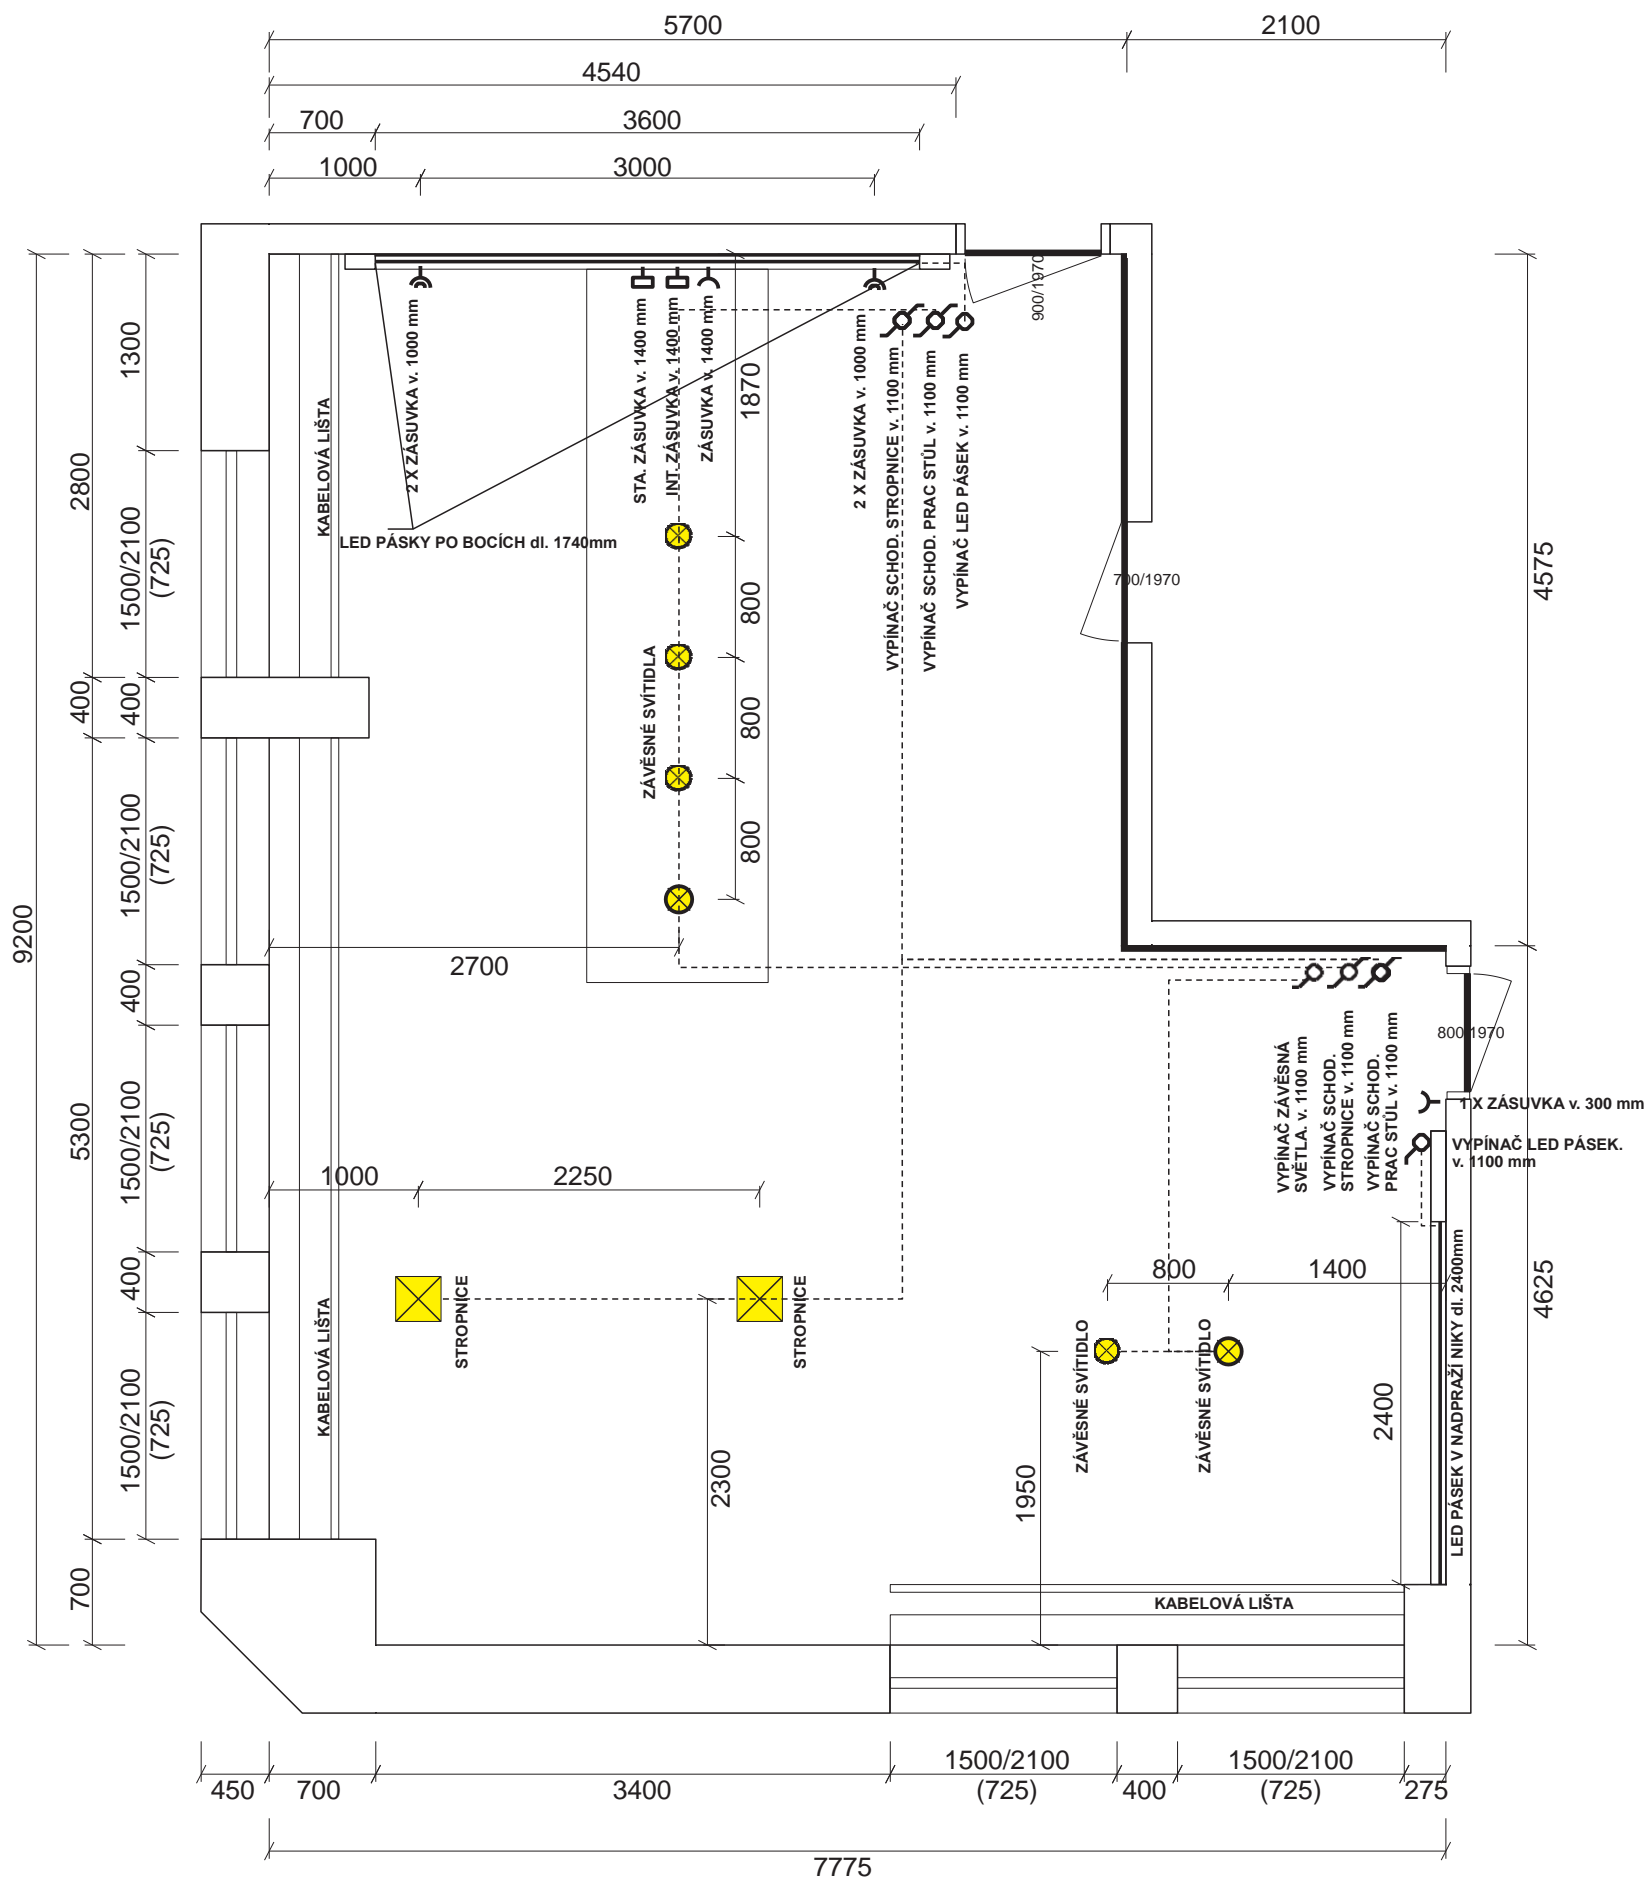 5700
2100
4540
700
3600
1000
3000
900/1970
1300
2800
1500/2100
(725)
400
400
9200
1500/2100
(725)
400
5300
1500/2100
(725)
400
1500/2100
(725)
700
KABELOVÁ LIŠTA
2 X ZÁSUVKA v. 1000 mm
LED PÁSKY PO BOCÍCH dl. 1740mm
STA. ZÁSUVKA v. 1400 mm
INT. ZÁSUVKA v. 1400 mm
ZÁSUVKA v. 1400 mm
1870
2 X ZÁSUVKA v. 1000 mm
VYPÍNAČ SCHOD. STROPNICE v. 1100 mm
VYPÍNAČ SCHOD. PRAC STŮL v. 1100 mm
VYPÍNAČ LED PÁSEK v. 1100 mm
700/1970
4575
800
800
800
ZÁVĚSNÉ SVÍTIDLA
2700
800/1970
VYPÍNAČ ZÁVĚSNÁ
SVĚTLA. v. 1100 mm
VYPÍNAČ SCHOD.
STROPNICE v. 1100 mm
VYPÍNAČ SCHOD.
PRAC STŮL v. 1100 mm
1 X ZÁSUVKA v. 300 mm
VYPÍNAČ LED PÁSEK.
v. 1100 mm
1000
2250
800
1400
4625
KABELOVÁ LIŠTA
STROPNICE
STROPNICE
ZÁVĚSNÉ SVÍTIDLO
ZÁVĚSNÉ SVÍTIDLO
2400
LED PÁSEK V NADPRAŽÍ NIKY dl. 2400mm
2300
1950
KABELOVÁ LIŠTA
450
700
3400
1500/2100
(725)
400
1500/2100
(725)
275
7775